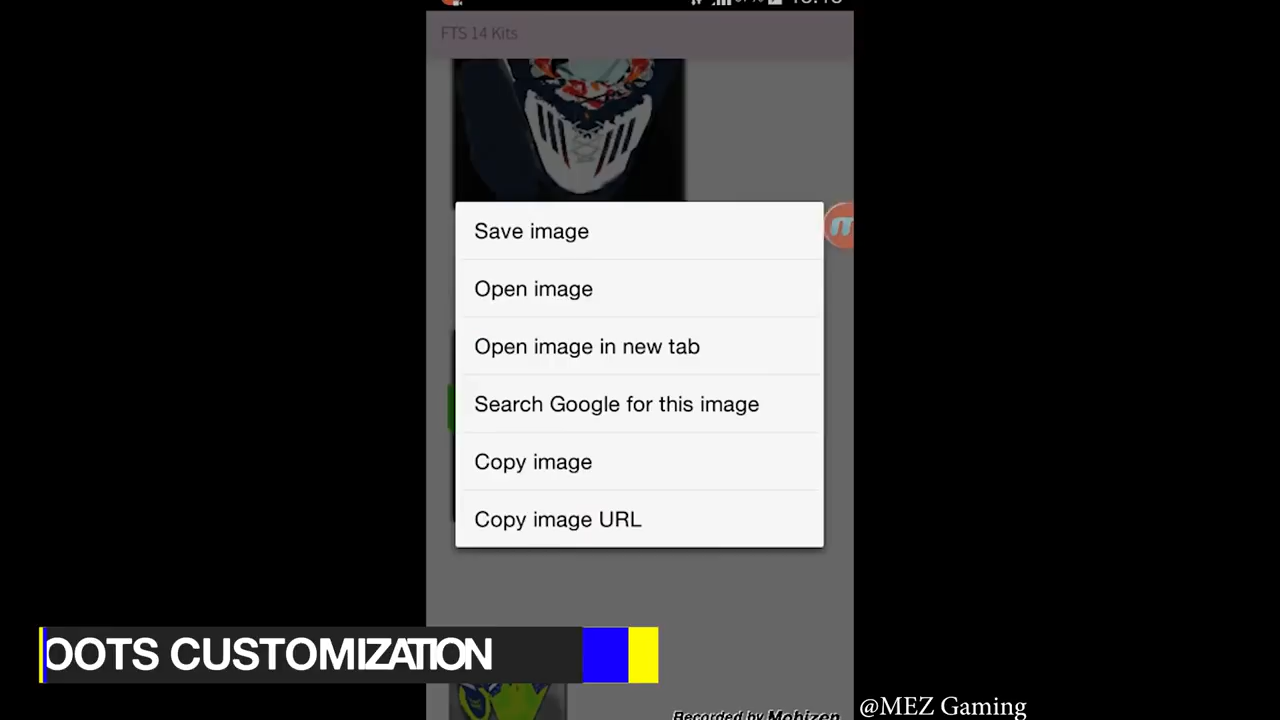 FTS 14 Kits
Save image
Open image
Open image in new tab
Search Google for this image
Copy image
Copy image URL
OOTS CUSTOMIZATION
Recorded by Mobizen
@MEZ Gaming